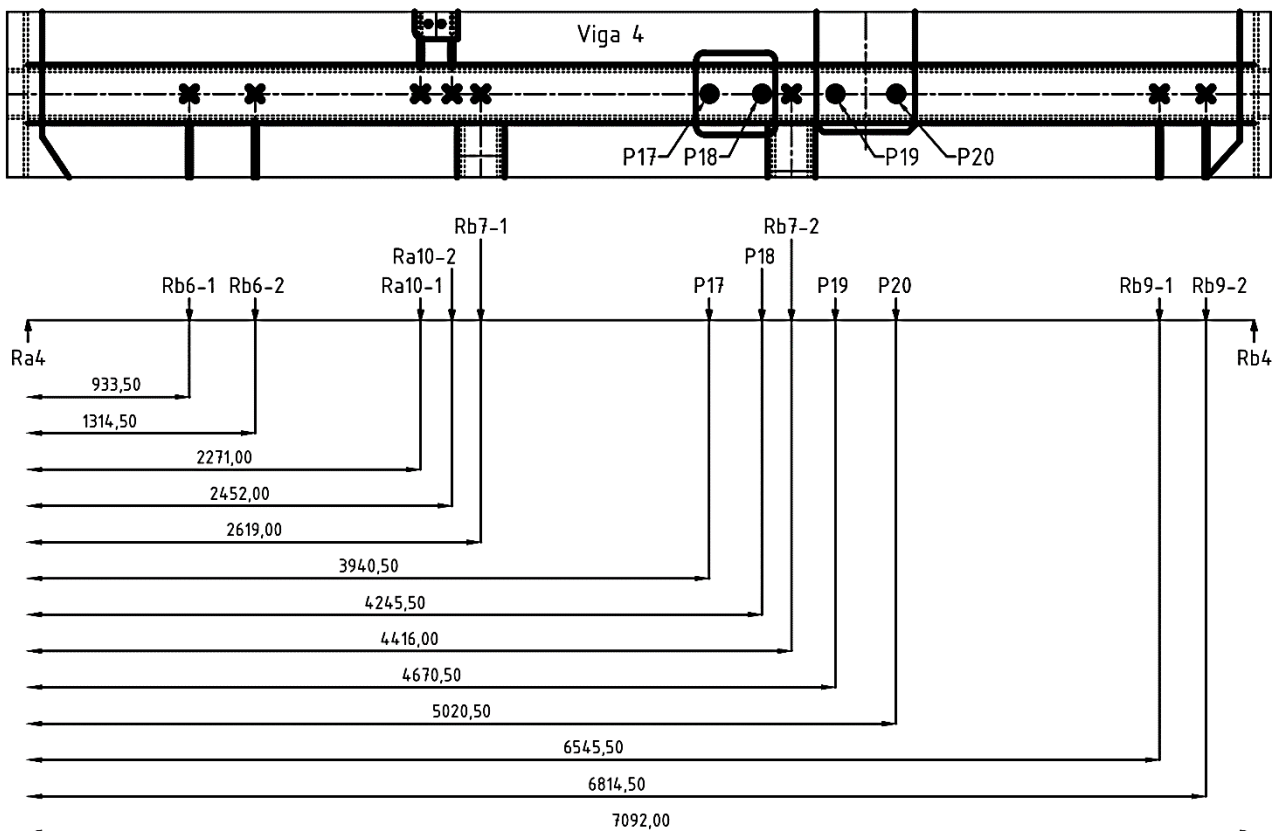 Viga 4
P17 P18 P19 P20
Rb7-1 Rb7-2
Ra10-2 P18
Rb6-1 Rb6-2 Ra10-1 P17 P19 P20 Rb9-1 Rb9-2
Ra4 Rb4
933,50
1314,50
2271,00
2452,00
2619,00
3940,50
4245,50
4416,00
4670,50
5020,50
6545,50
6814,50
7092,00